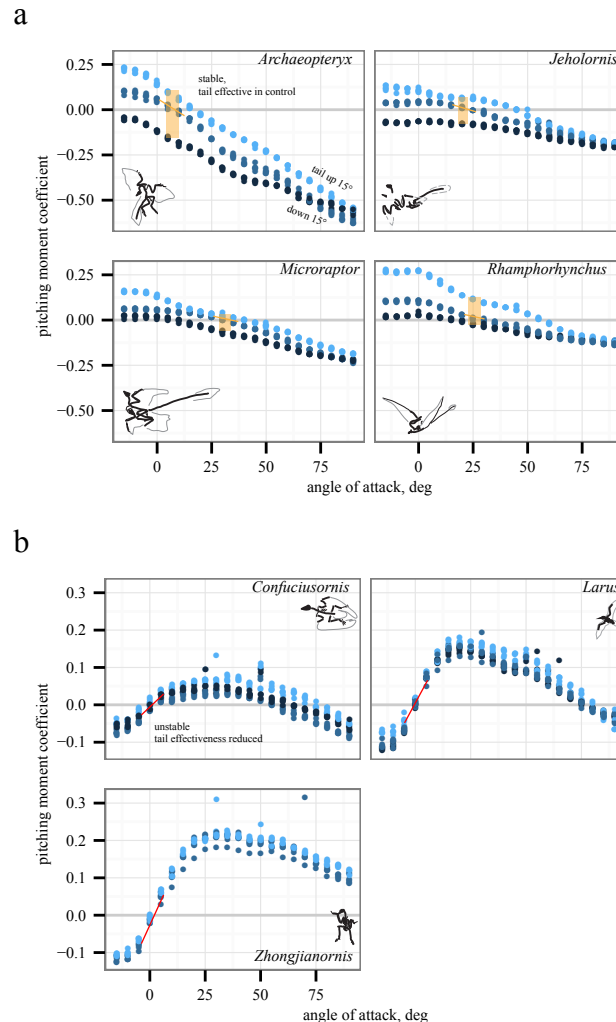 a
Archaeopteryx
Jeholornis
0.25
0.00
−0.25
−0.50
stable,
tail effective in control
tail up 15°
down 15°
pitching moment coefficient
Microraptor
Rhamphorhynchus
0.25
0.00
−0.25
−0.50
0
25
50
75
0
25
50
75
angle of attack, deg
b
Confuciusornis
Larus
0.3
0.2
0.1
0.0
−0.1
unstable
tail effectiveness reduced
pitching moment coefficient
0.3
0.2
0.1
0.0
−0.1
Zhongjianornis
0
25
50
75
angle of attack, deg